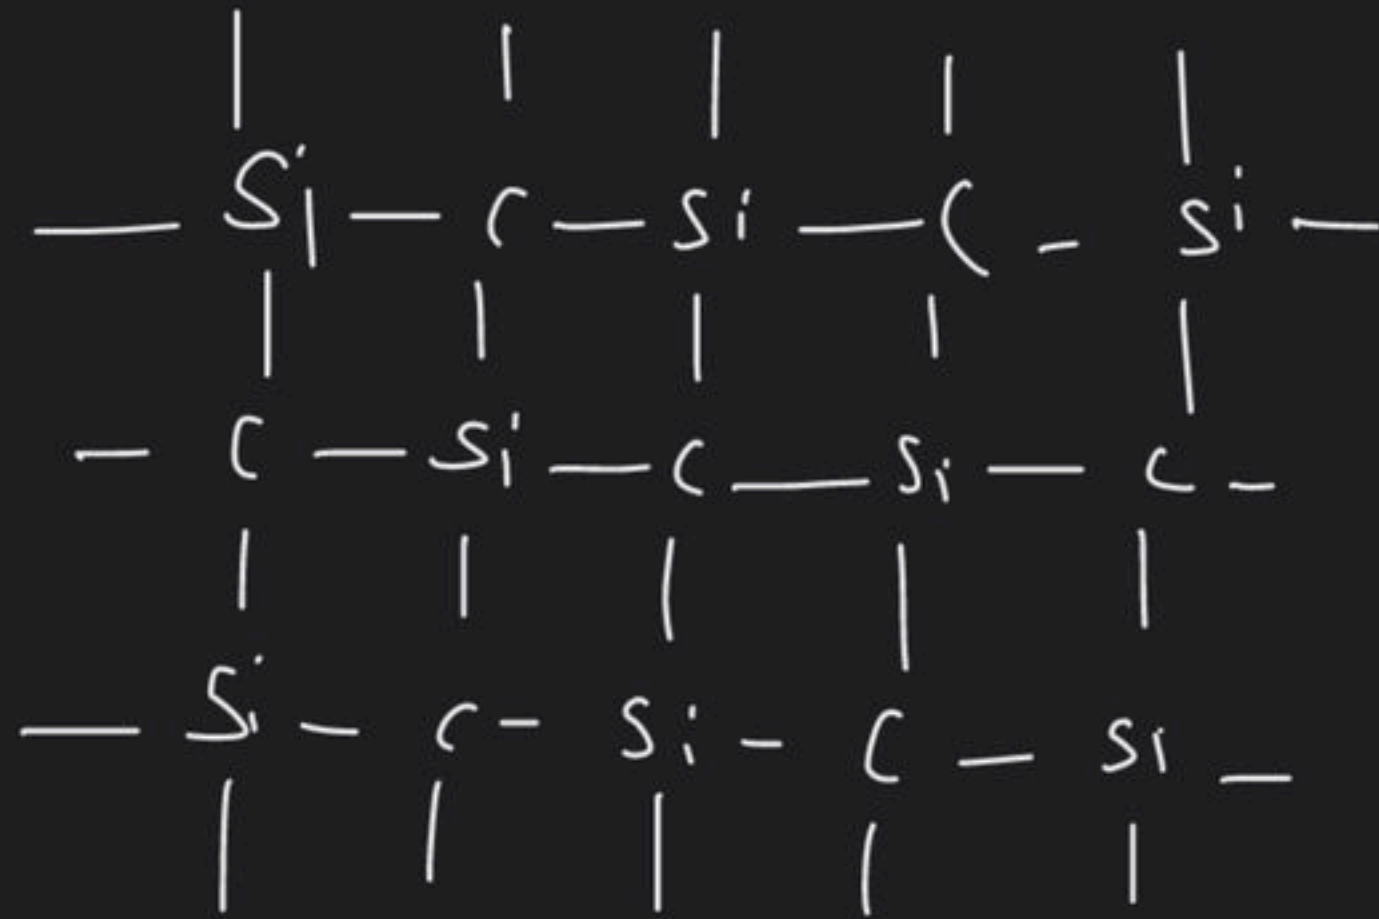 — Si — C — Si — C — Si —
— C — Si — C — Si — C —
— Si — C — Si — C — Si —